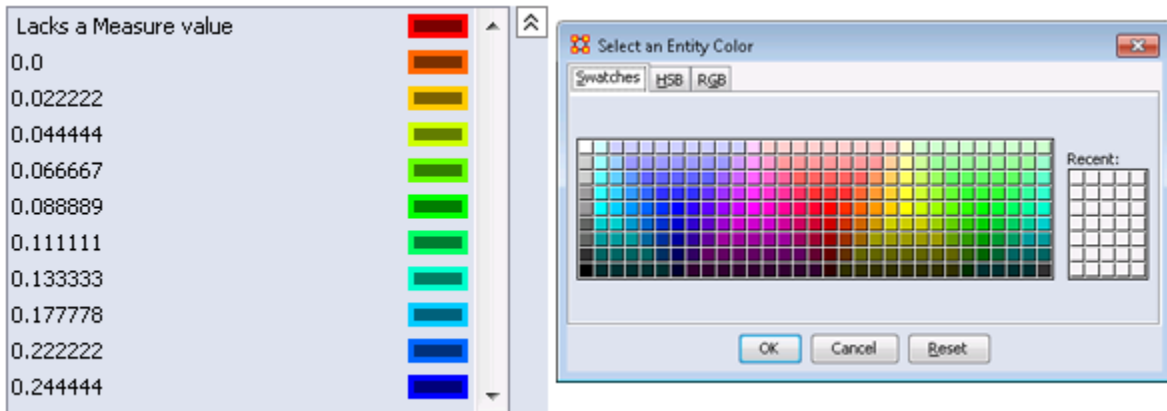 Lacks a Measure value
0.0
0.022222
0.044444
0.066667
0.088889
0.111111
0.133333
0.177778
0.222222
0.244444
Select an Entity Color
Swatches HSB RGB
Recent:
OK Cancel Reset